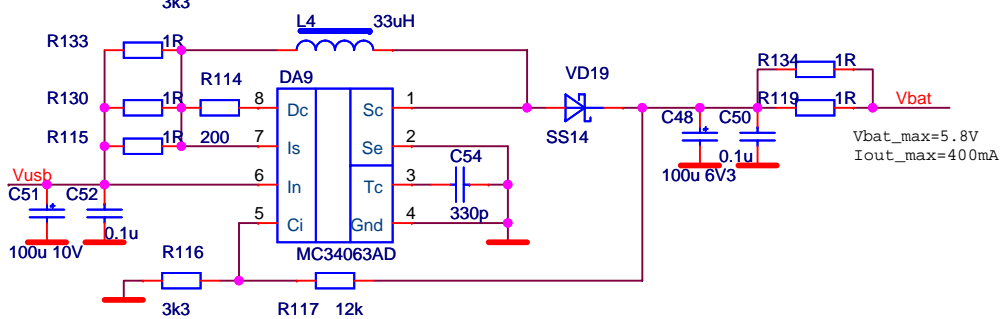 3k3
L4 33uH
R133 1R
R134 1R
R114 DA9 VD19
R130 1R 8 Dc Sc 1 R119 1R Vbat
C48 C50
R115 1R 200 7 Is Se 2 SS14 Vbat_max=5.8V
C54 0.1u Iout_max=400mA
Vusb 6 In Tc 3 100u 6V3
C51 C52 330p
5 Ci Gnd 4
0.1u
100u 10V R116 MC34063AD
3k3 R117 12k